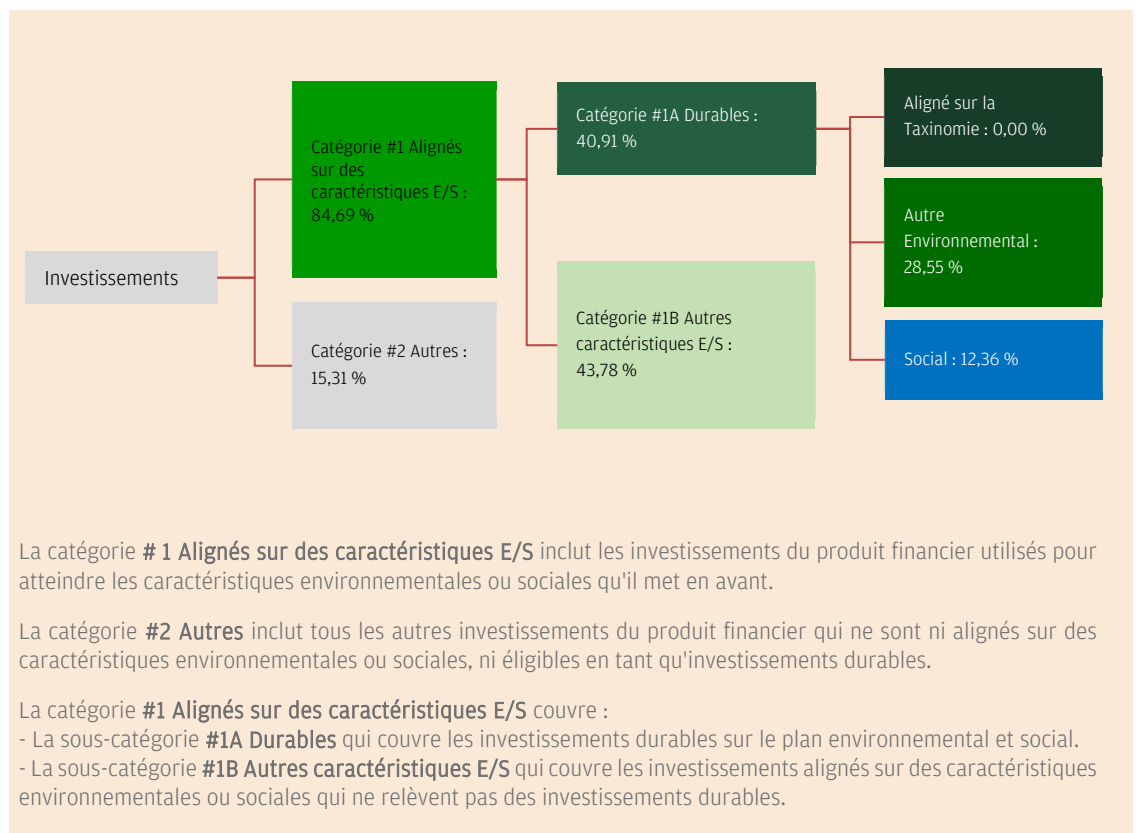 Investissements
Catégorie #1 Alignés
sur des
caractéristiques E/S :
84,69 %
Catégorie #2 Autres :
15,31 %
Catégorie #1A Durables :
40,91 %
Catégorie #1B Autres
caractéristiques E/S :
43,78 %
Aligné sur la
Taxinomie : 0,00 %
Autre
Environnemental :
28,55 %
Social : 12,36 %
La catégorie # 1 Alignés sur des caractéristiques E/S inclut les investissements du produit financier utilisés pour
atteindre les caractéristiques environnementales ou sociales qu'il met en avant.
La catégorie #2 Autres inclut tous les autres investissements du produit financier qui ne sont ni alignés sur des
caractéristiques environnementales ou sociales, ni éligibles en tant qu'investissements durables.
La catégorie #1 Alignés sur des caractéristiques E/S couvre :
- La sous-catégorie #1A Durables qui couvre les investissements durables sur le plan environnemental et social.
- La sous-catégorie #1B Autres caractéristiques E/S qui couvre les investissements alignés sur des caractéristiques
environnementales ou sociales qui ne relèvent pas des investissements durables.